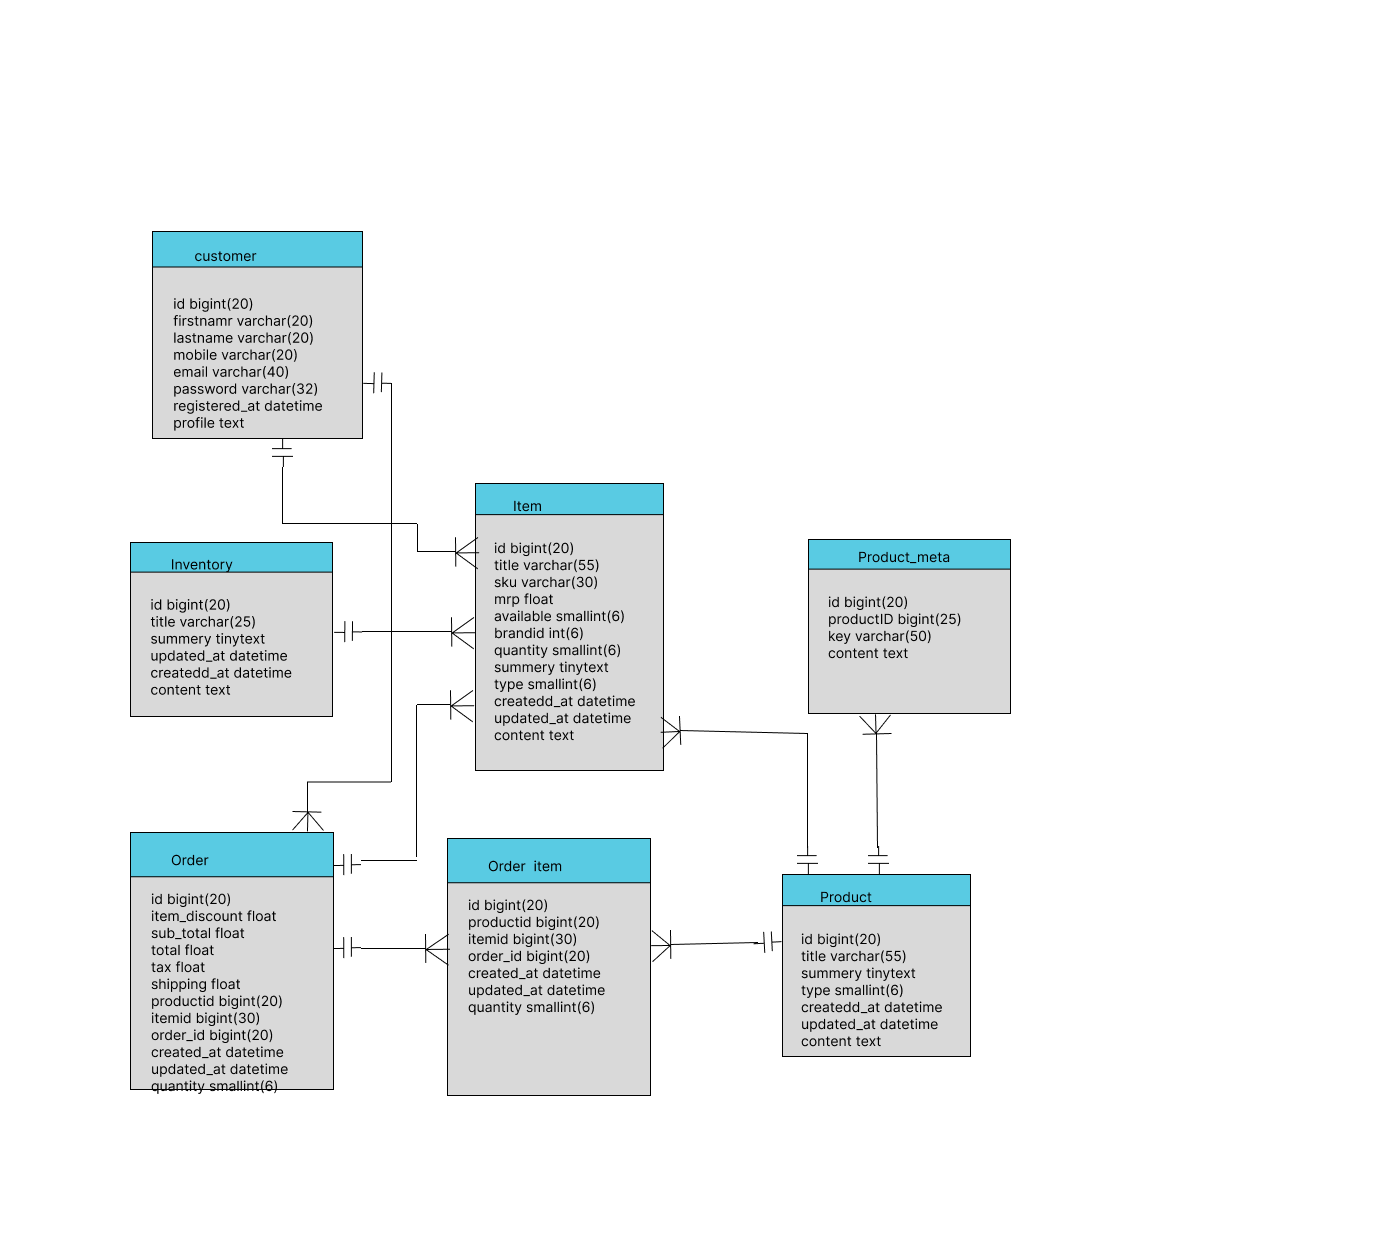 customer
id bigint(20)
firstnamr varchar(20)
lastname varchar(20)
mobile varchar(20)
email varchar(40)
password varchar(32)
registered_at datetime
profile text
Item
id bigint(20)
title varchar(55)
sku varchar(30)
mrp float
available smallint(6)
brandid int(6)
quantity smallint(6)
summery tinytext
type smallint(6)
createdd_at datetime
updated_at datetime
content text
Inventory
id bigint(20)
title varchar(25)
summery tinytext
updated_at datetime
createdd_at datetime
content text
Product_meta
id bigint(20)
productID bigint(25)
key varchar(50)
content text
Order
id bigint(20)
item_discount float
sub_total float
total float
tax float
shipping float
productid bigint(20)
itemid bigint(30)
order_id bigint(20)
created_at datetime
updated_at datetime
quantity smallint(6)
Order item
id bigint(20)
productid bigint(20)
itemid bigint(30)
order_id bigint(20)
created_at datetime
updated_at datetime
quantity smallint(6)
Product
id bigint(20)
title varchar(55)
summery tinytext
type smallint(6)
createdd_at datetime
updated_at datetime
content text